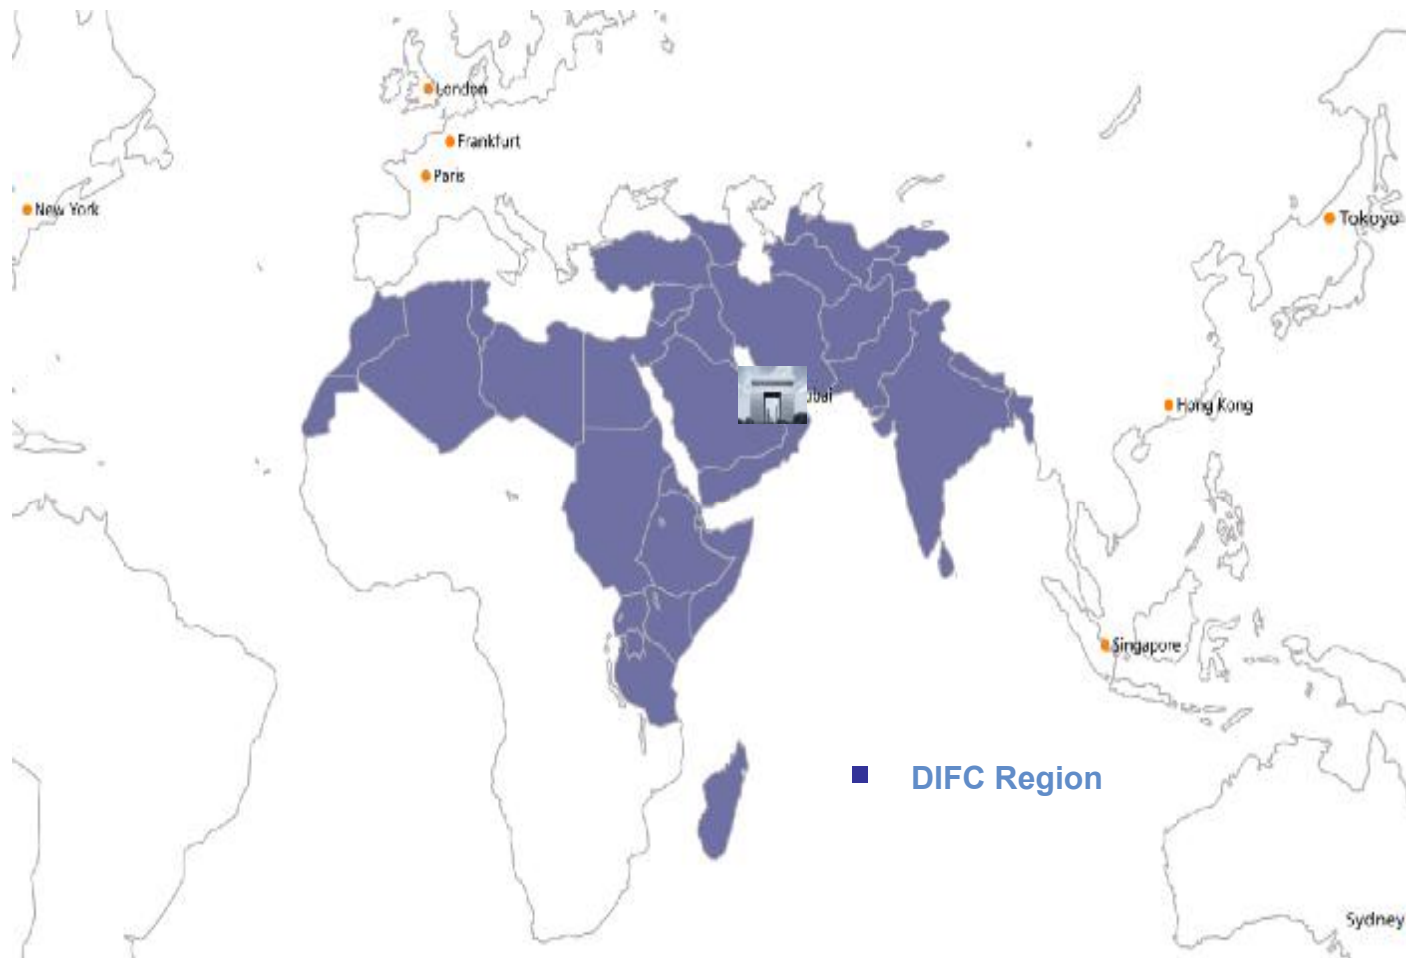 London
Frankfurt
Paris
New York
Tokoyo
Hong Kong
Singapore
DIFC Region
Sydney